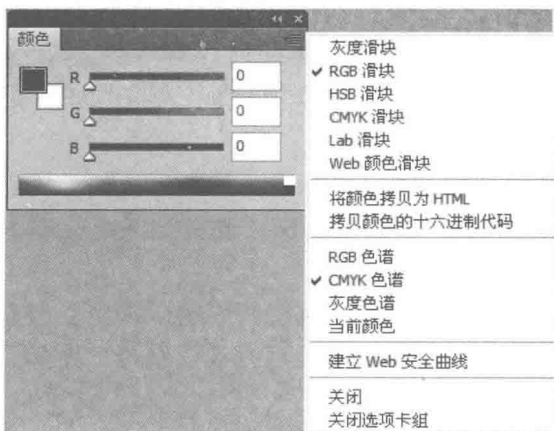 颜色
R 0
G 0
B 0
灰度滑块
RGB 滑块
HSB 滑块
CMYK 滑块
Lab 滑块
Web 颜色滑块
将颜色拷贝为 HTML
拷贝颜色的十六进制代码
RGB 色谱
CMYK 色谱
灰度色谱
当前颜色
建立 Web 安全曲线
关闭
关闭选项卡组